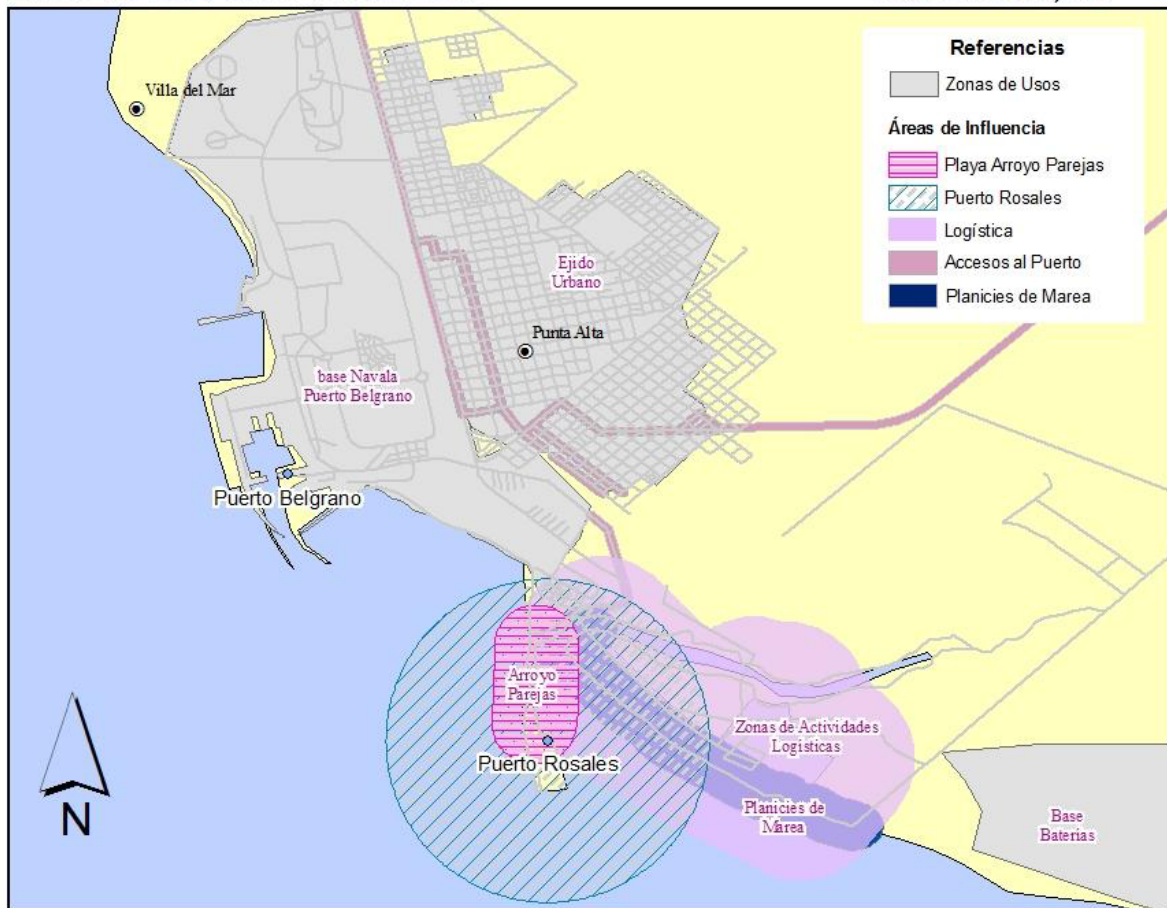 Referencias
Zonas de Usos
Áreas de Influencia
Playa Arroyo Parejas
Puerto Rosales
Logística
Accesos al Puerto
Planicies de Marea
Villa del Mar
Ejido
Urbano
Punta Alta
base Navala
Puerto Belgrano
Puerto Belgrano
Arroyo
Parejas
Puerto Rosales
Zonas de Actividades
Logísticas
Planicies de
Marea
Base
Baterías
N